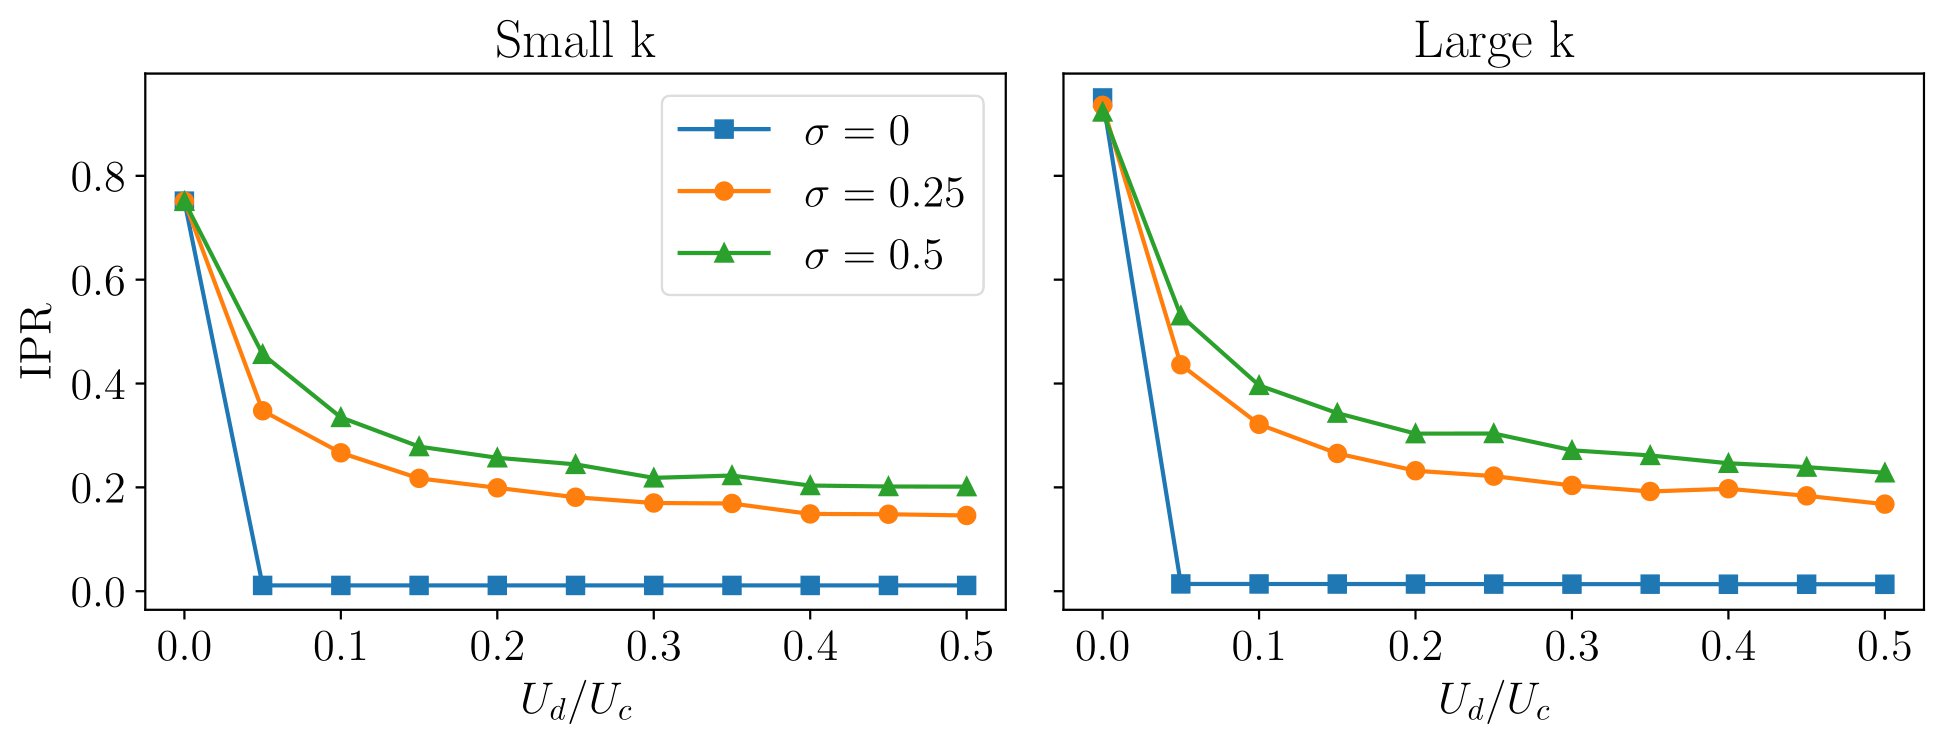 Small k
Large k
σ = 0
σ = 0.25
σ = 0.5
IPR
0.8
0.6
0.4
0.2
0.0
0.0 0.1 0.2 0.3 0.4 0.5
0.0 0.1 0.2 0.3 0.4 0.5
U_d/U_c
U_d/U_c